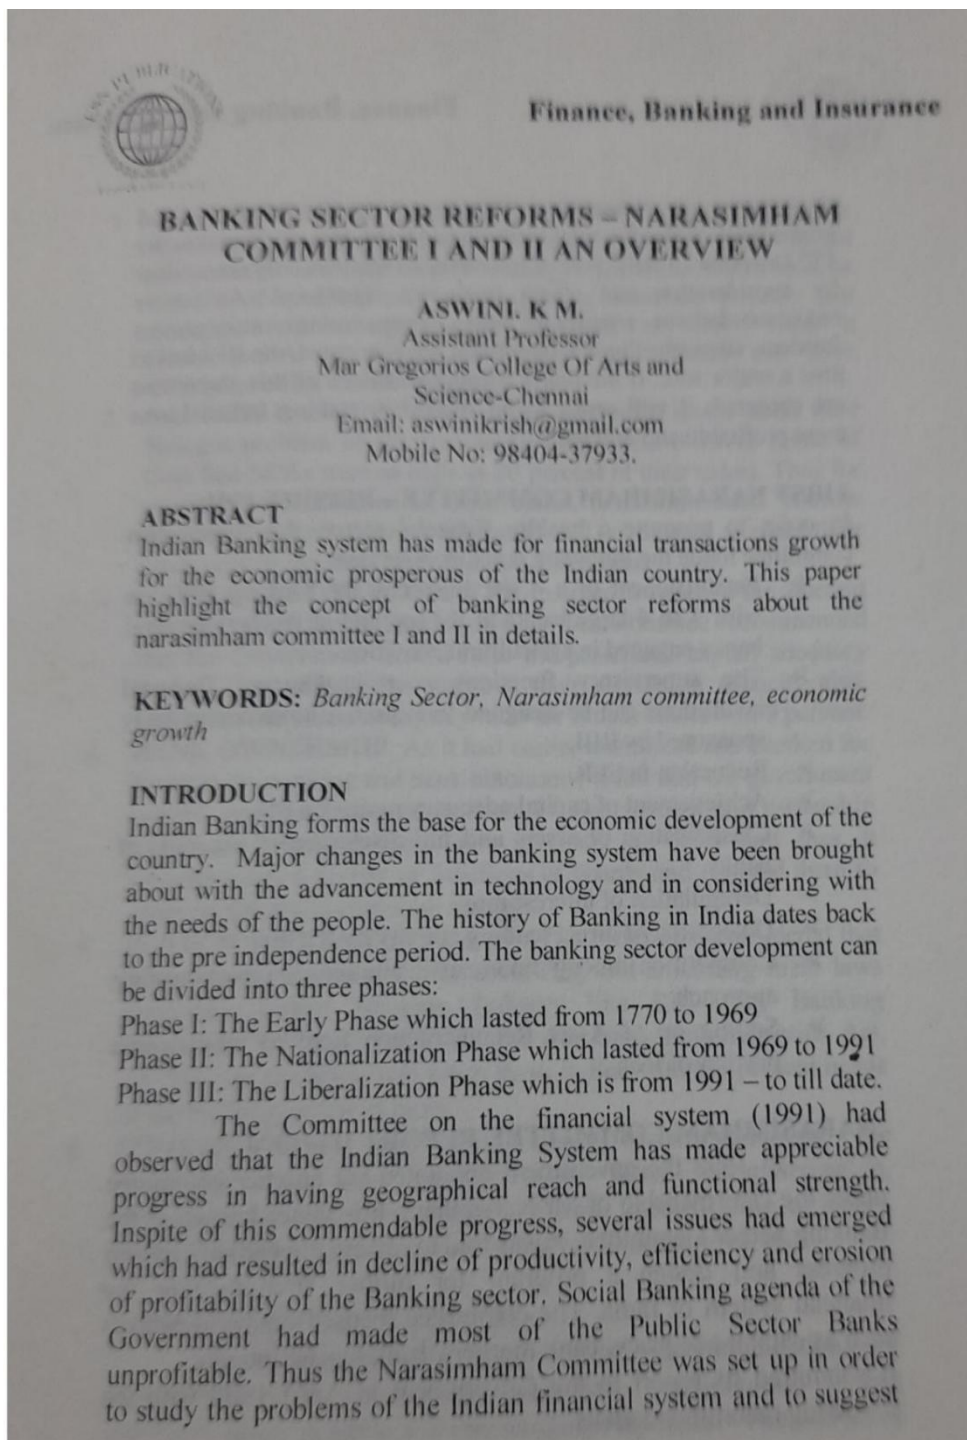 Finance, Banking and Insurance
BANKING SECTOR REFORMS – NARASIMHAM
COMMITTEE I AND II AN OVERVIEW
ASWINI. K M.
Assistant Professor
Mar Gregorios College Of Arts and
Science-Chennai
Email: aswinikrish@gmail.com
Mobile No: 98404-37933.
ABSTRACT
Indian Banking system has made for financial transactions growth
for the economic prosperous of the Indian country. This paper
highlight the concept of banking sector reforms about the
narasimham committee I and II in details.
KEYWORDS: Banking Sector, Narasimham committee, economic
growth
INTRODUCTION
Indian Banking forms the base for the economic development of the
country. Major changes in the banking system have been brought
about with the advancement in technology and in considering with
the needs of the people. The history of Banking in India dates back
to the pre independence period. The banking sector development can
be divided into three phases:
Phase I: The Early Phase which lasted from 1770 to 1969
Phase II: The Nationalization Phase which lasted from 1969 to 1991
Phase III: The Liberalization Phase which is from 1991 – to till date.
The Committee on the financial system (1991) had
observed that the Indian Banking System has made appreciable
progress in having geographical reach and functional strength.
Inspite of this commendable progress, several issues had emerged
which had resulted in decline of productivity, efficiency and erosion
of profitability of the Banking sector. Social Banking agenda of the
Government had made most of the Public Sector Banks
unprofitable. Thus the Narasimham Committee was set up in order
to study the problems of the Indian financial system and to suggest